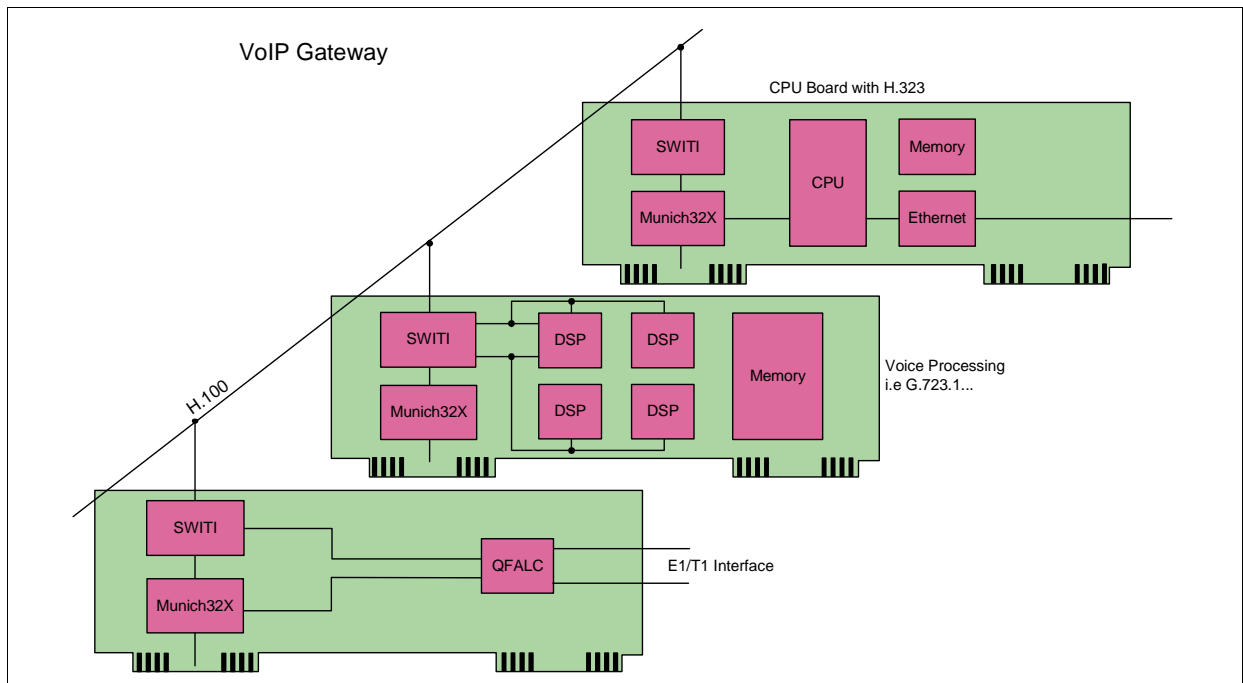 VoIP Gateway
CPU Board with H.323
SWITI
CPU
Memory
Munich32X
Ethernet
SWITI
DSP
DSP
Memory
Voice Processing
i.e G.723.1...
Munich32X
DSP
DSP
H.100
SWITI
QFALC
E1/T1 Interface
Munich32X